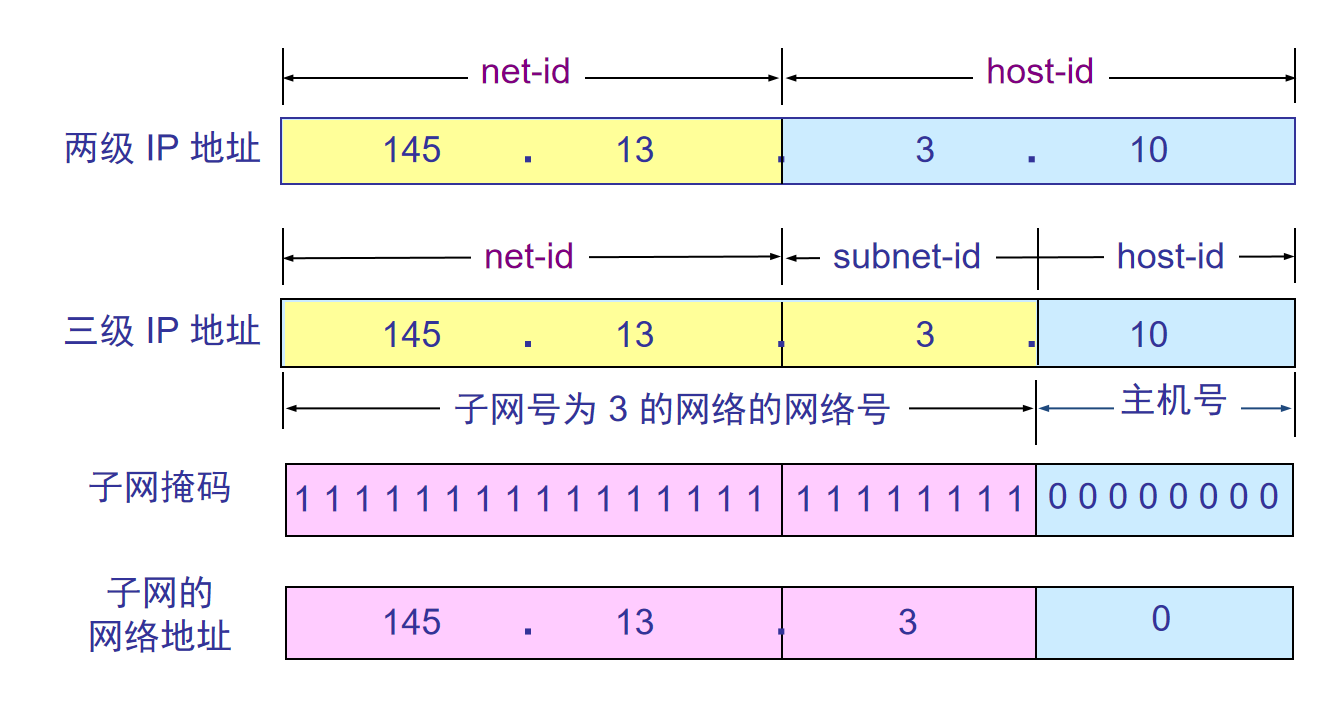 net-id host-id
两级 IP 地址 145 . 13 . 3 . 10
net-id subnet-id host-id
三级 IP 地址 145 . 13 . 3 . 10
子网号为 3 的网络的网络号 主机号
子网掩码 1 1 1 1 1 1 1 1 1 1 1 1 1 1 1 1 1 1 1 1 1 1 1 1 0 0 0 0 0 0 0 0
子网的
网络地址 145 . 13 . 3 0